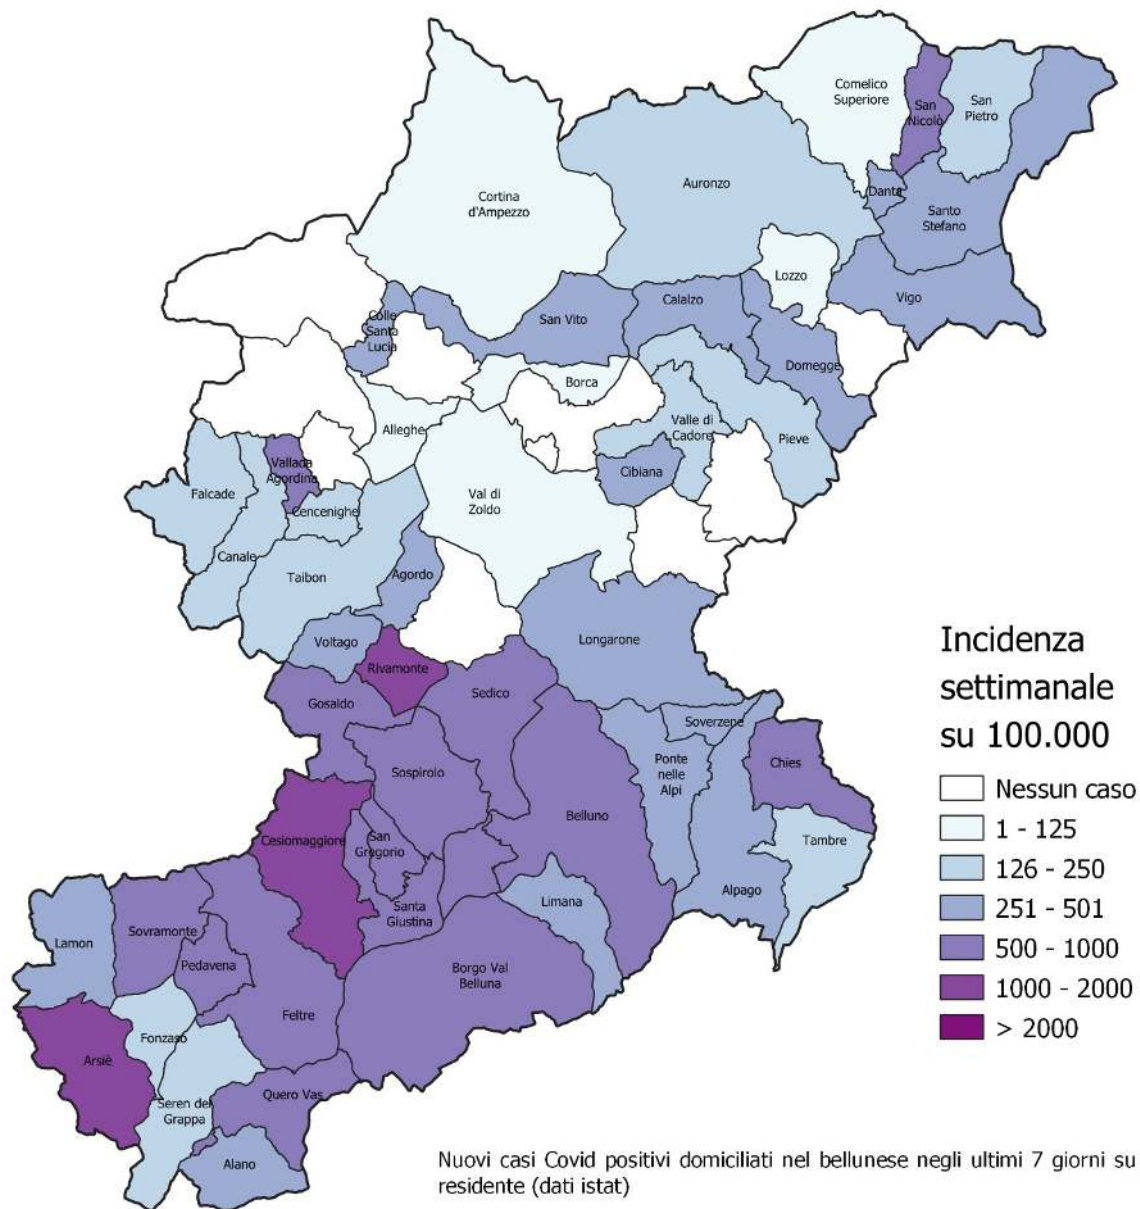 Comelico
Superiore
San
Nicolò
San
Pietro
Cortina
d'Ampezzo
Auronzo
Danta
Santo
Stefano
Lozzo
Vigo
Colle
Santa
Lucia
San Vito
Calalzo
Domegge
Borca
Alleghe
Valle di
Cadore
Pieve
Vallada
Agordina
Cibiana
Falcade
Val di
Zoldo
Cencenighe
Canale
Taibon
Agordo
Voltago
Longarone
Rivamonte
Sedico
Gosaldo
Soverzene
Ponte
nelle
Alpi
Chies
Sospirolo
Belluno
Cesiomaggiore
San
Gregorio
Tambre
Santa
Giustina
Limana
Alpago
Lamon
Sovramonte
Pedavena
Borgo Val
Belluna
Feltre
Fonzaso
Arsiè
Seren del
Grappa
Quero Vas
Alano
Incidenza
settimanale
su 100.000
Nessun caso
1 - 125
126 - 250
251 - 501
500 - 1000
1000 - 2000
> 2000
Nuovi casi Covid positivi domiciliati nel bellunese negli ultimi 7 giorni su
residente (dati istat)